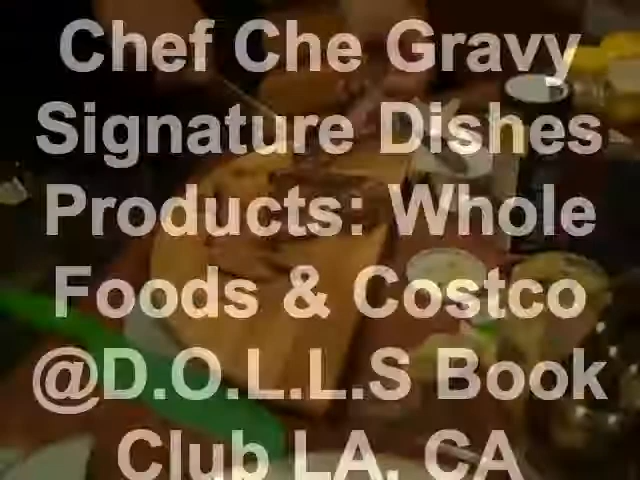 Chef Che Gravy
Signature Dishes
Products: Whole
Foods & Costco
@D.O.L.L.S Book
Club LA, CA